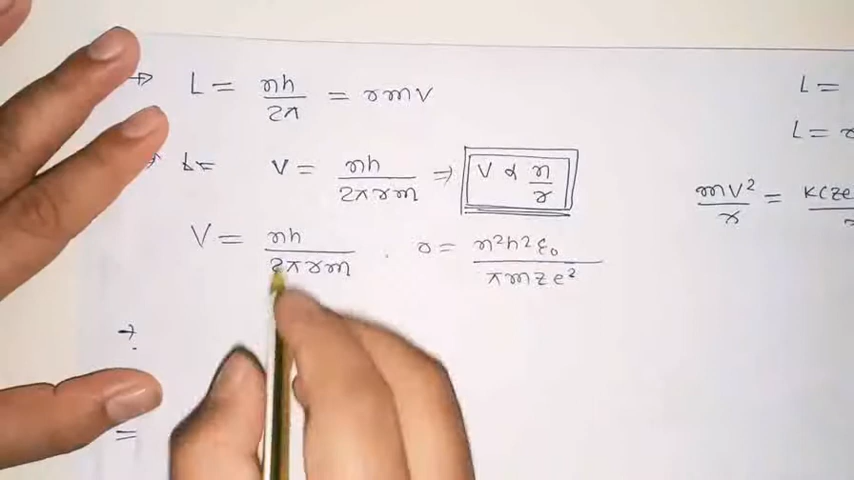 → L = nh/2π = rmv
L =
→ L= V = nh/2πrm ⇒ V ∝ n/r
L = r
mv²/r = K(ze
V = nh/2πrm . r = n²h²ε₀/πmze²
→
=